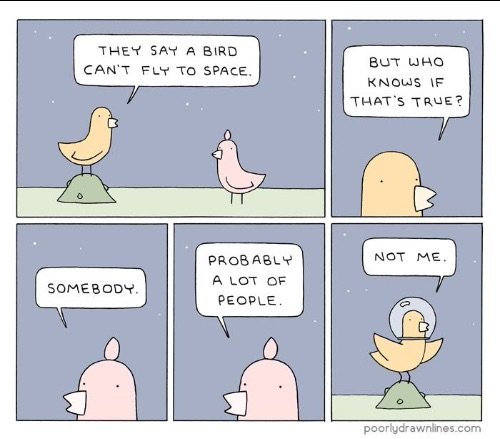 THEY SAY A BIRD
CAN'T FLY TO SPACE.
BUT WHO
KNOWS IF
THAT'S TRUE?
SOMEBODY.
PROBABLY
A LOT OF
PEOPLE.
NOT ME.
poorlydrawnlines.com